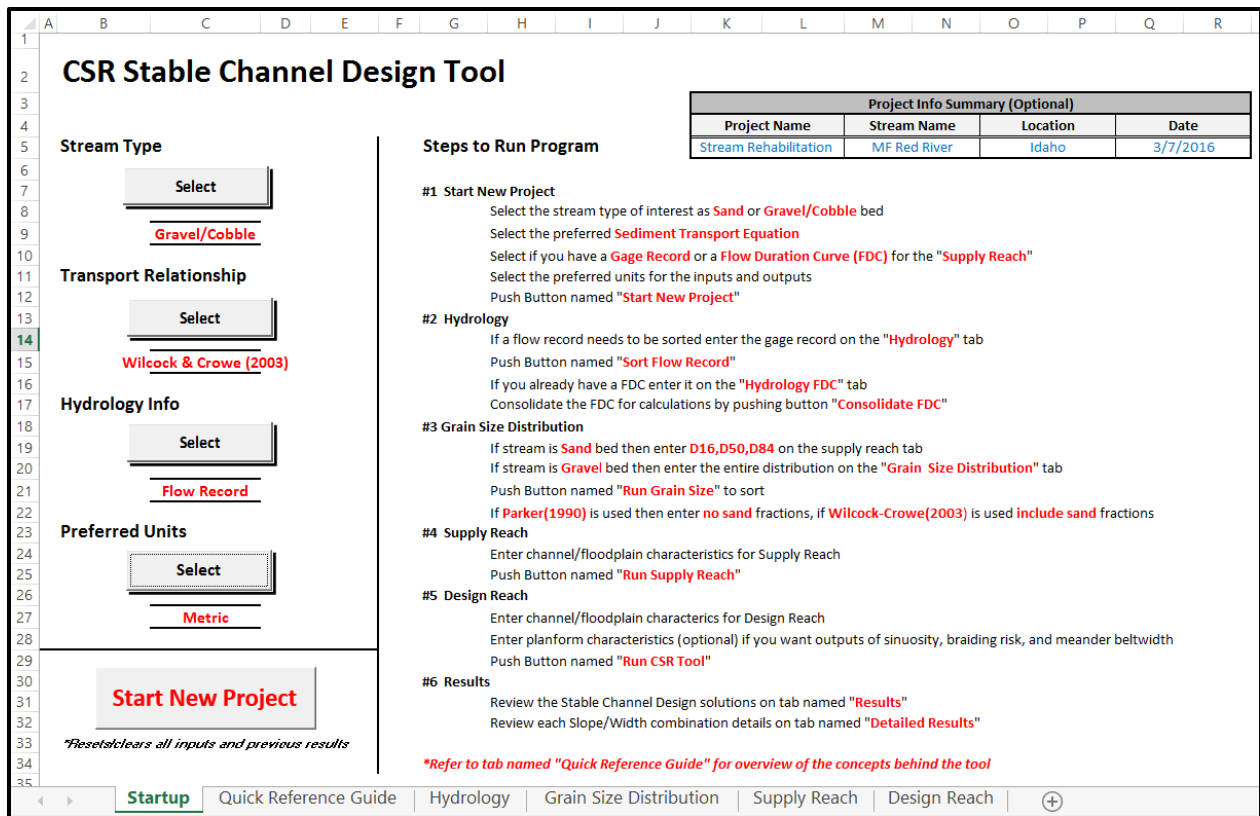 A B C D E F G H I J K L M N O P Q R
1
2 CSR Stable Channel Design Tool
3 Project Info Summary (Optional)
4 Project Name Stream Name Location Date
5 Stream Type Steps to Run Program Stream Rehabilitation MF Red River Idaho 3/7/2016
6
7 Select #1 Start New Project
8 Select the stream type of interest as Sand or Gravel/Cobble bed
9 Gravel/Cobble Select the preferred Sediment Transport Equation
10 Select if you have a Gage Record or a Flow Duration Curve (FDC) for the "Supply Reach"
11 Transport Relationship Select the preferred units for the inputs and outputs
12 Push Button named "Start New Project"
13 Select #2 Hydrology
14 If a flow record needs to be sorted enter the gage record on the "Hydrology" tab
15 Wilcock & Crowe (2003) Push Button named "Sort Flow Record"
16 If you already have a FDC enter it on the "Hydrology FDC" tab
17 Hydrology Info Consolidate the FDC for calculations by pushing button "Consolidate FDC"
18 #3 Grain Size Distribution
19 Select If stream is Sand bed then enter D16,D50,D84 on the supply reach tab
20 If stream is Gravel bed then enter the entire distribution on the "Grain Size Distribution" tab
21 Flow Record Push Button named "Run Grain Size" to sort
22 If Parker(1990) is used then enter no sand fractions, if Wilcock-Crowe(2003) is used include sand fractions
23 Preferred Units #4 Supply Reach
24 Enter channel/floodplain characteristics for Supply Reach
25 Select Push Button named "Run Supply Reach"
26 #5 Design Reach
27 Metric Enter channel/floodplain characterics for Design Reach
28 Enter planform characteristics (optional) if you want outputs of sinuosity, braiding risk, and meander beltwidth
29 Push Button named "Run CSR Tool"
30 #6 Results
31 Start New Project Review the Stable Channel Design solutions on tab named "Results"
32 Review each Slope/Width combination details on tab named "Detailed Results"
33 *Resets/clears all inputs and previous results
34 *Refer to tab named "Quick Reference Guide" for overview of the concepts behind the tool
35
Startup Quick Reference Guide Hydrology Grain Size Distribution Supply Reach Design Reach